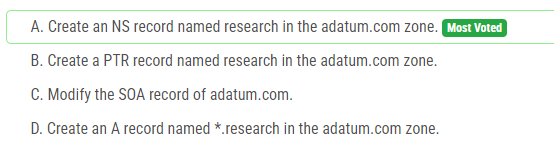 A. Create an NS record named research in the adatum.com zone. Most Voted
B. Create a PTR record named research in the adatum.com zone.
C. Modify the SOA record of adatum.com.
D. Create an A record named *.research in the adatum.com zone.